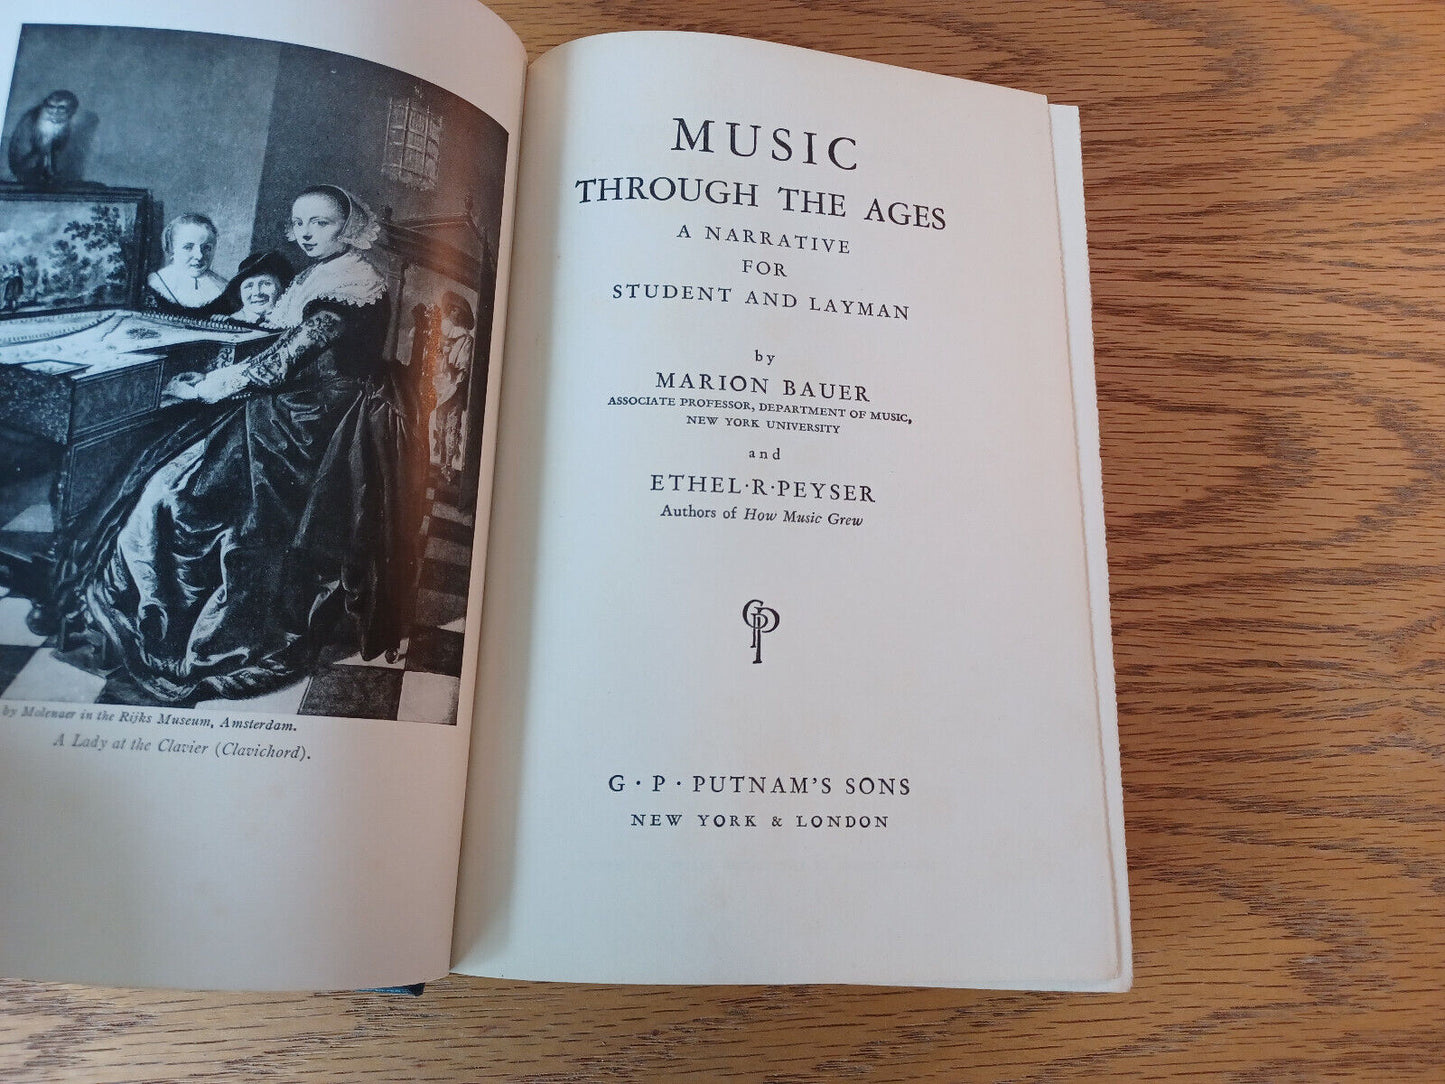 by Molenaer in the Rijks Museum, Amsterdam.
A Lady at the Clavier (Clavichord).
MUSIC
THROUGH THE AGES
A NARRATIVE
FOR
STUDENT AND LAYMAN
by
MARION BAUER
ASSOCIATE PROFESSOR, DEPARTMENT OF MUSIC,
NEW YORK UNIVERSITY
and
ETHEL·R·PEYSER
Authors of How Music Grew
GPP
G·P·PUTNAM'S SONS
NEW YORK & LONDON